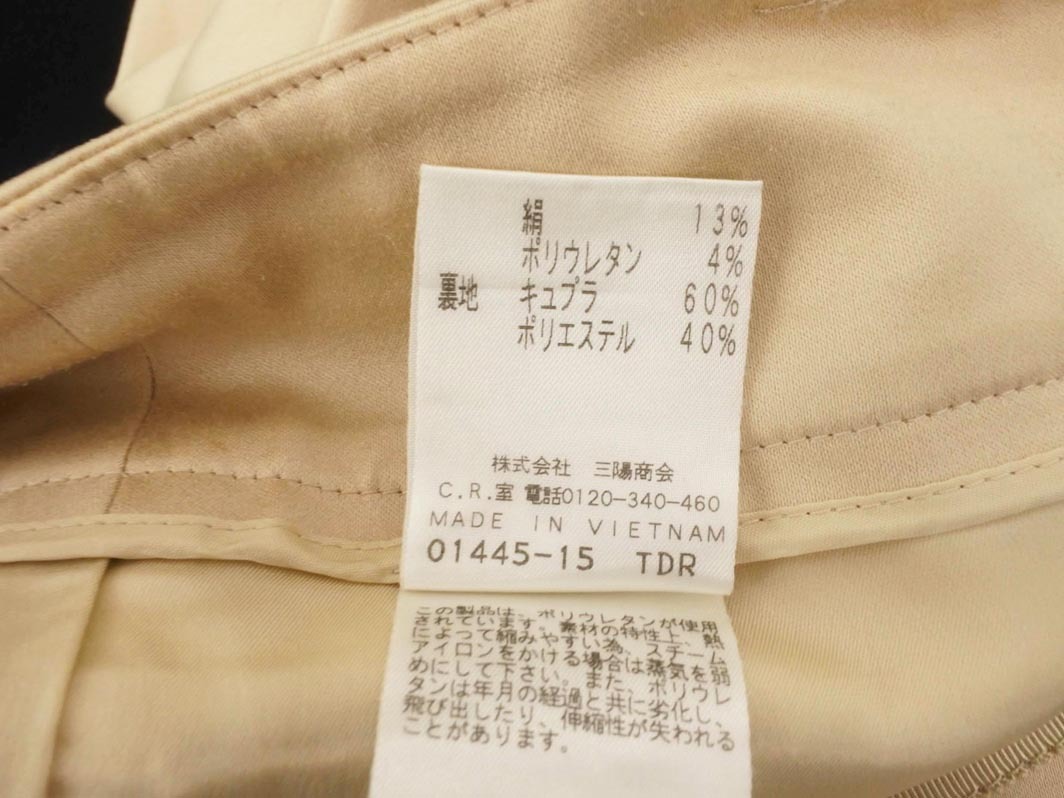 絹 13%
ポリウレタン 4%
裏地 キュプラ 60%
ポリエステル 40%
株式会社 三陽商会
C.R.室 電話0120-340-460
MADE IN VIETNAM
01445-15 TDR
この製品は、ポリウレタンが使用
されています。素材の特性上、熱
によって縮みやすい為、スチーム
アイロンをかける場合は蒸気を弱
めにして下さい。また、ポリウレ
タンは年月の経過と共に劣化し、
飛び出したり、伸縮性が失われる
ことがあります。